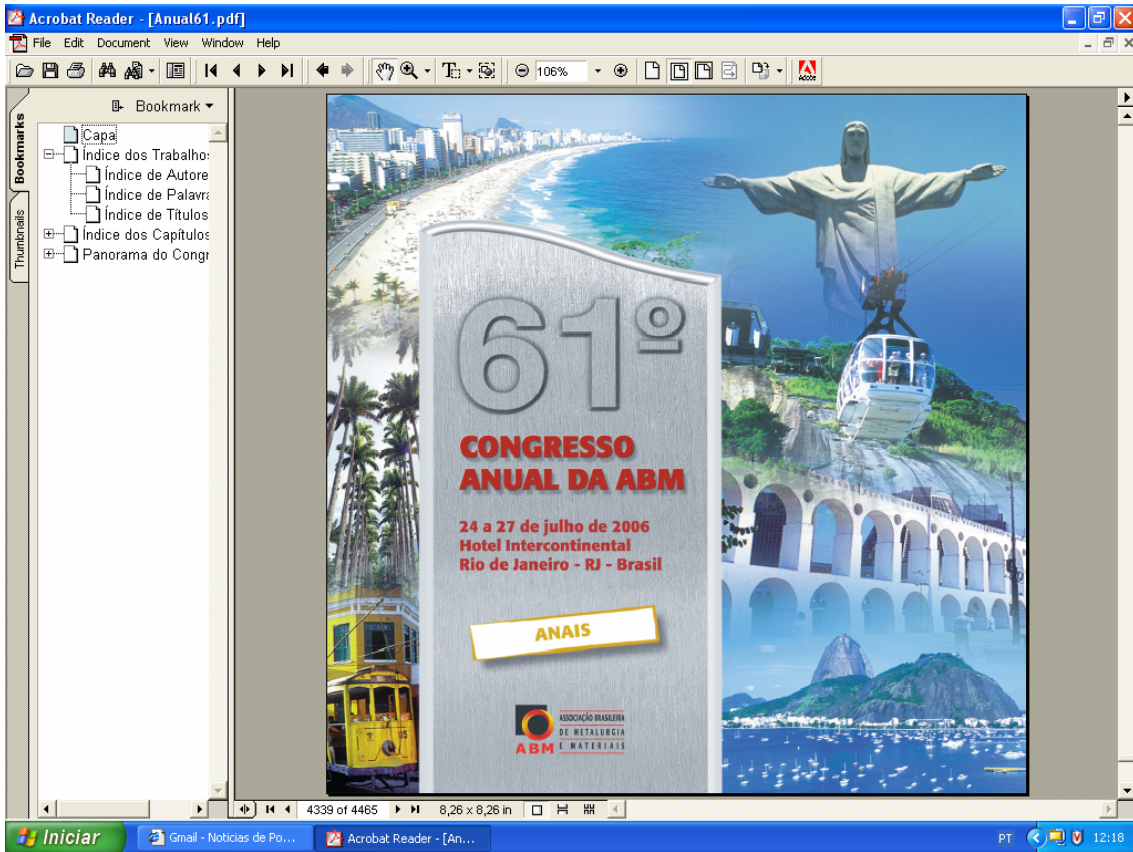 Acrobat Reader - [Anual61.pdf]
File Edit Document View Window Help
106%
Adobe
Bookmarks
Thumbnails
Bookmark
Capa
Índice dos Trabalhos
Índice de Autore
Índice de Palavra
Índice de Títulos
Índice dos Capítulos
Panorama do Congr
61º
CONGRESSO
ANUAL DA ABM
24 a 27 de julho de 2006
Hotel Intercontinental
Rio de Janeiro - RJ - Brasil
ANAIS
ABM
ASSOCIAÇÃO BRASILEIRA
DE METALURGIA
E MATERIAIS
05
4339 of 4465
8,26 x 8,26 in
Iniciar
Gmail - Noticias de Po...
Acrobat Reader - [An...
PT
12:18